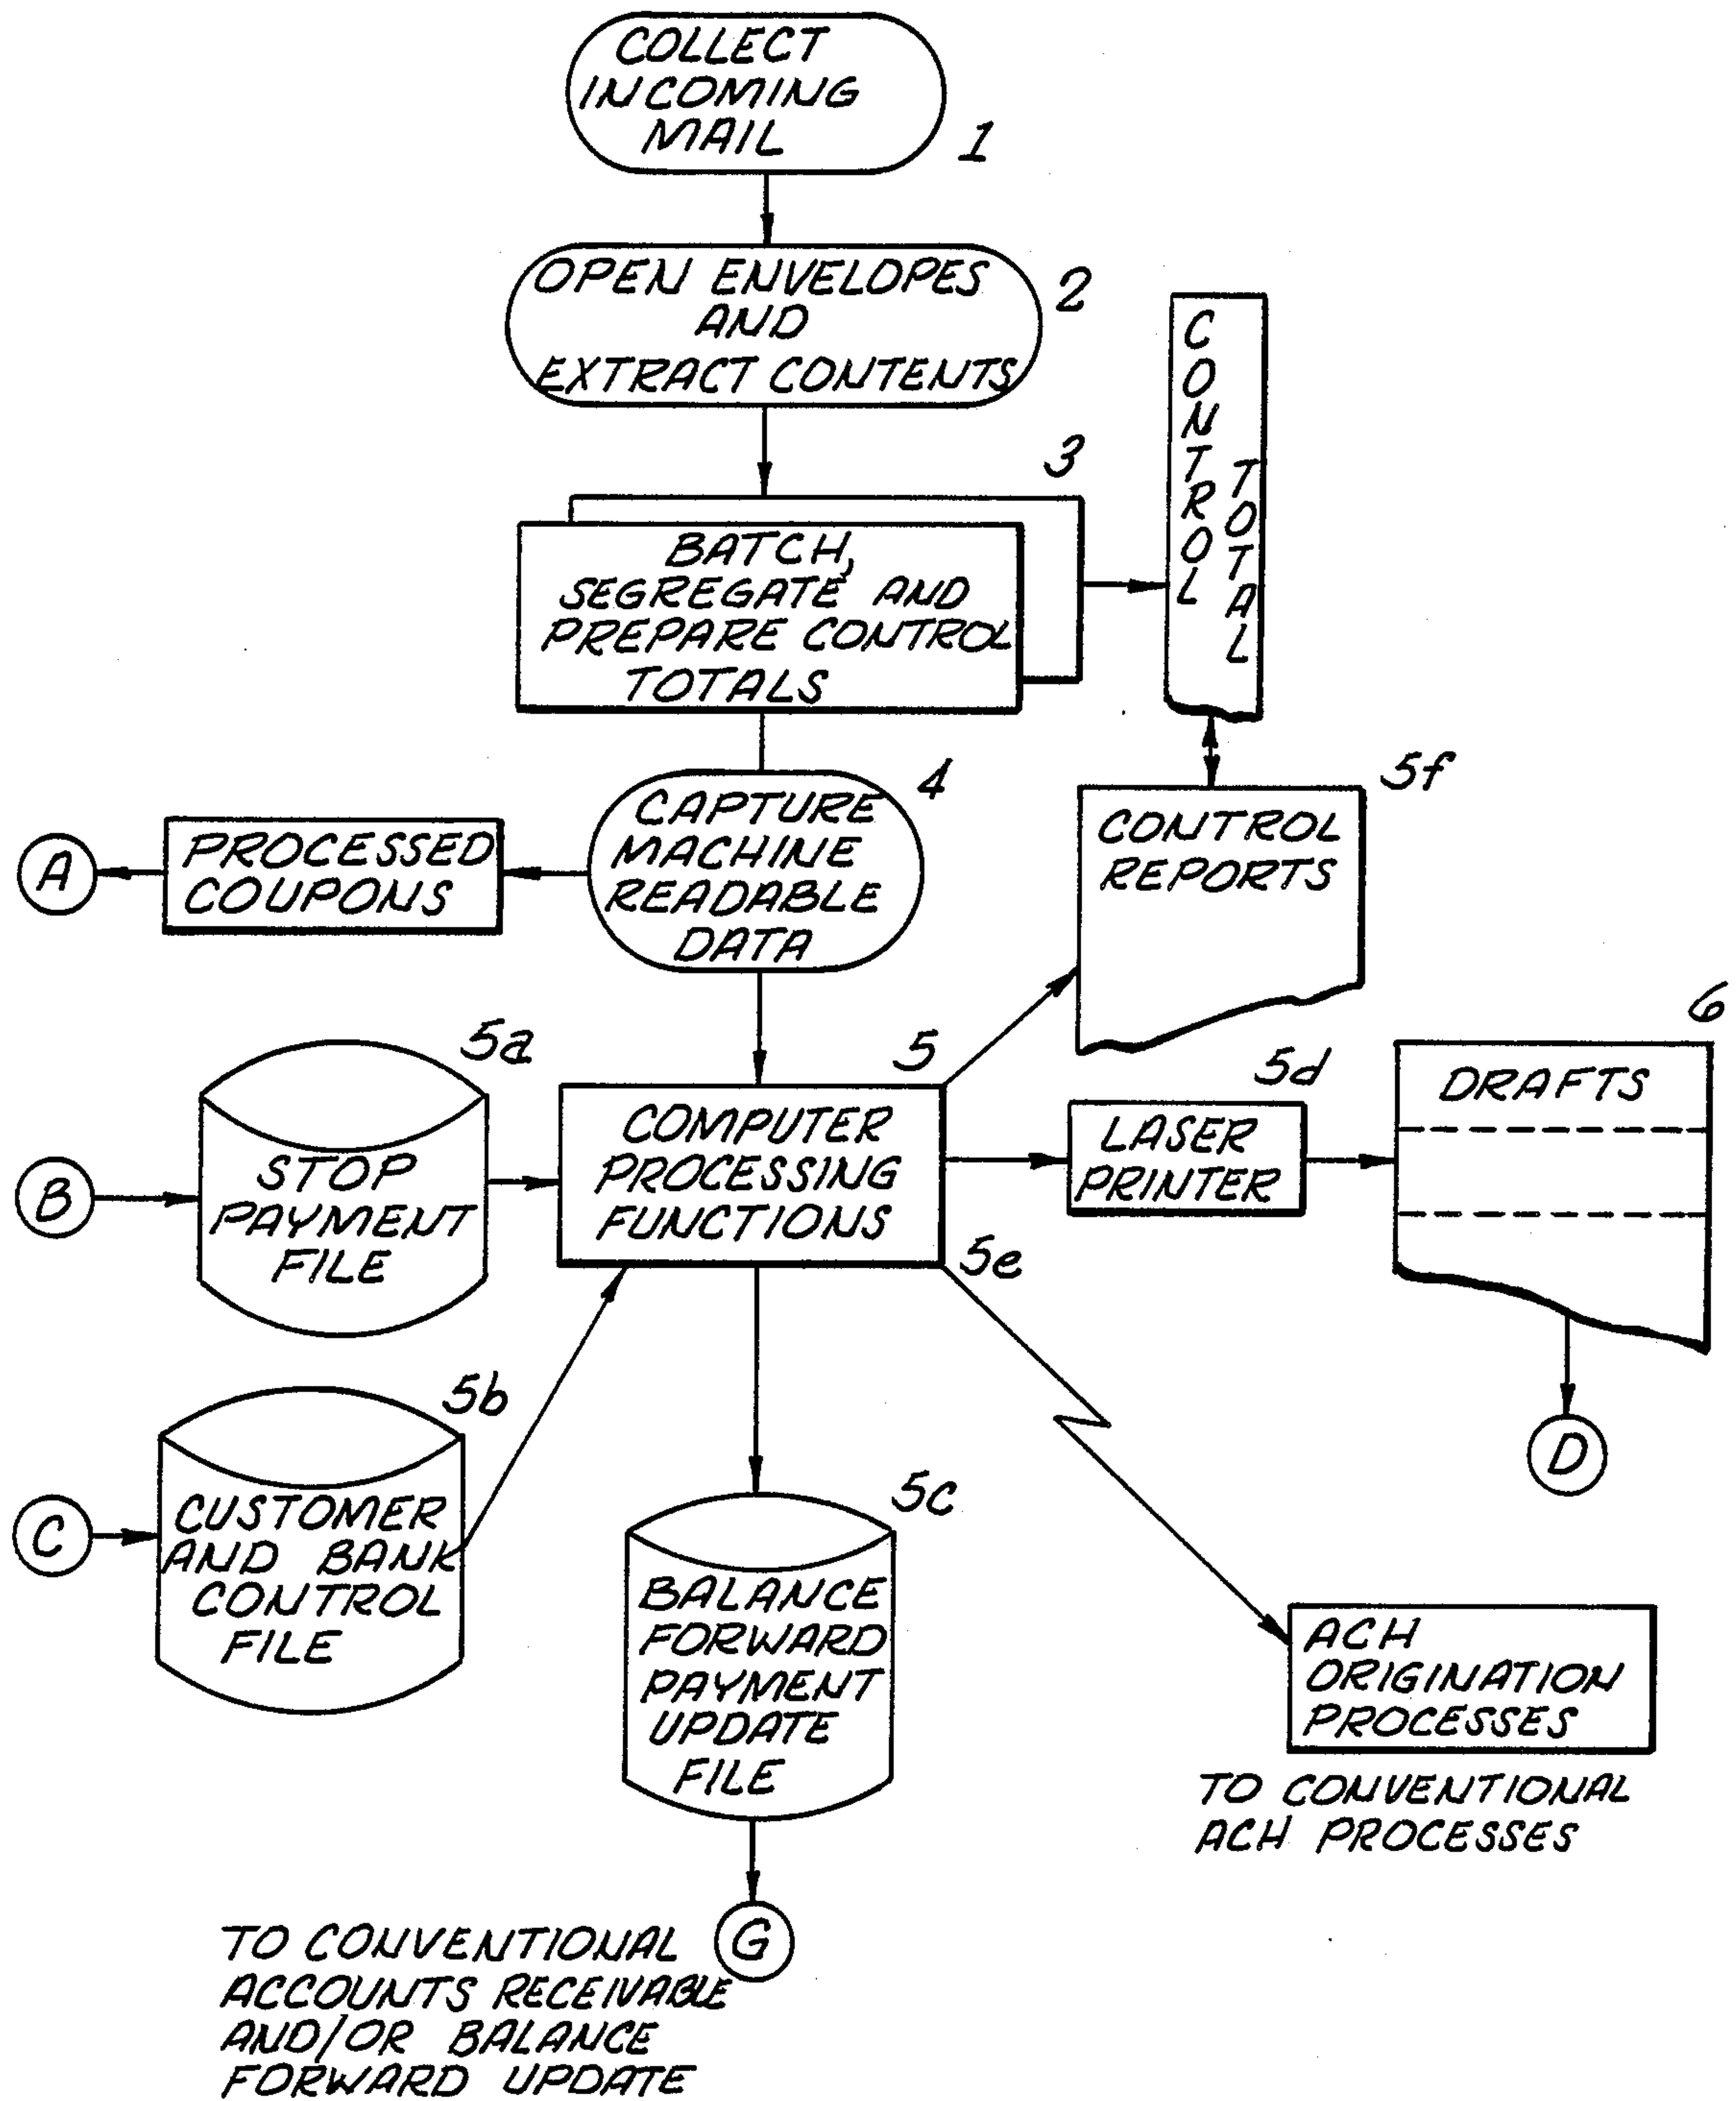 COLLECT
INCOMING
MAIL
1
OPEN ENVELOPES
AND
EXTRACT CONTENTS
2
3
BATCH,
SEGREGATE AND
PREPARE CONTROL
TOTALS
CONTROL
TOTAL
4
CAPTURE
MACHINE
READABLE
DATA
PROCESSED
COUPONS
A
5f
CONTROL
REPORTS
5a
STOP
PAYMENT
FILE
B
5
COMPUTER
PROCESSING
FUNCTIONS
5d
LASER
PRINTER
6
DRAFTS
D
5e
5b
CUSTOMER
AND BANK
CONTROL
FILE
C
5c
BALANCE
FORWARD
PAYMENT
UPDATE
FILE
ACH
ORIGINATION
PROCESSES
TO CONVENTIONAL
ACH PROCESSES
G
TO CONVENTIONAL
ACCOUNTS RECEIVABLE
AND/OR BALANCE
FORWARD UPDATE